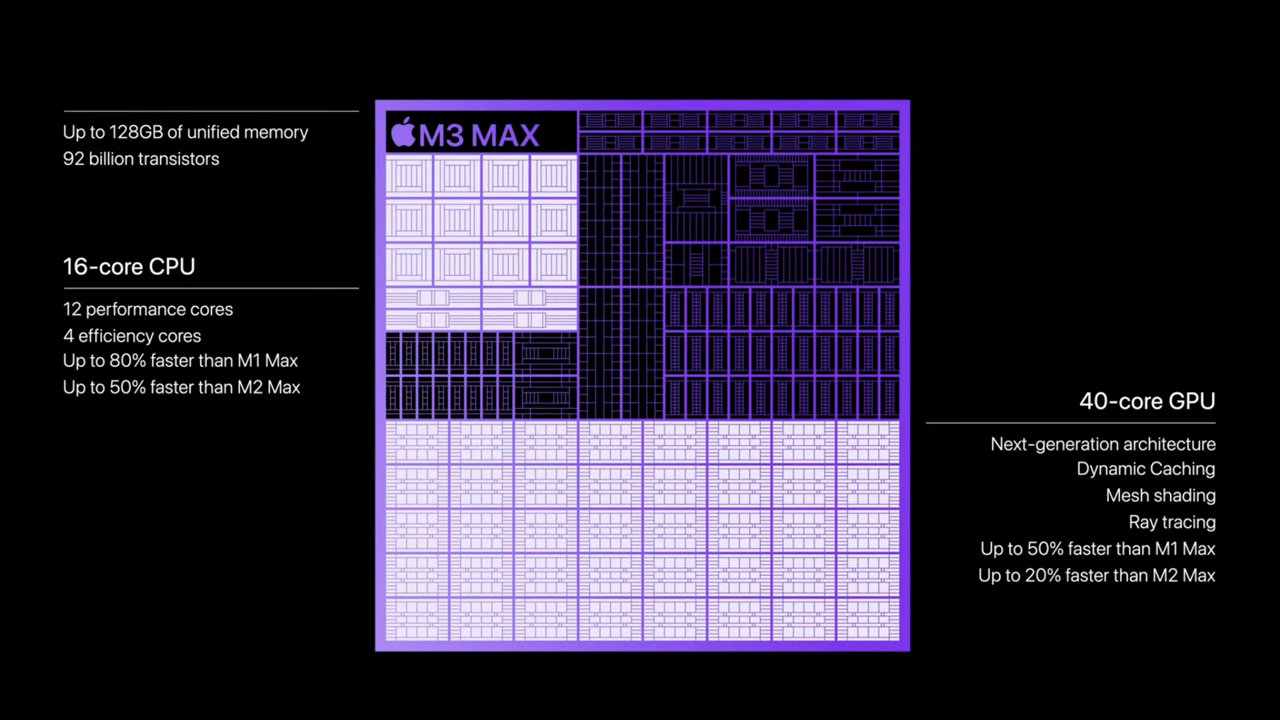 Up to 128GB of unified memory
92 billion transistors
16-core CPU
12 performance cores
4 efficiency cores
Up to 80% faster than M1 Max
Up to 50% faster than M2 Max
M3 MAX
40-core GPU
Next-generation architecture
Dynamic Caching
Mesh shading
Ray tracing
Up to 50% faster than M1 Max
Up to 20% faster than M2 Max